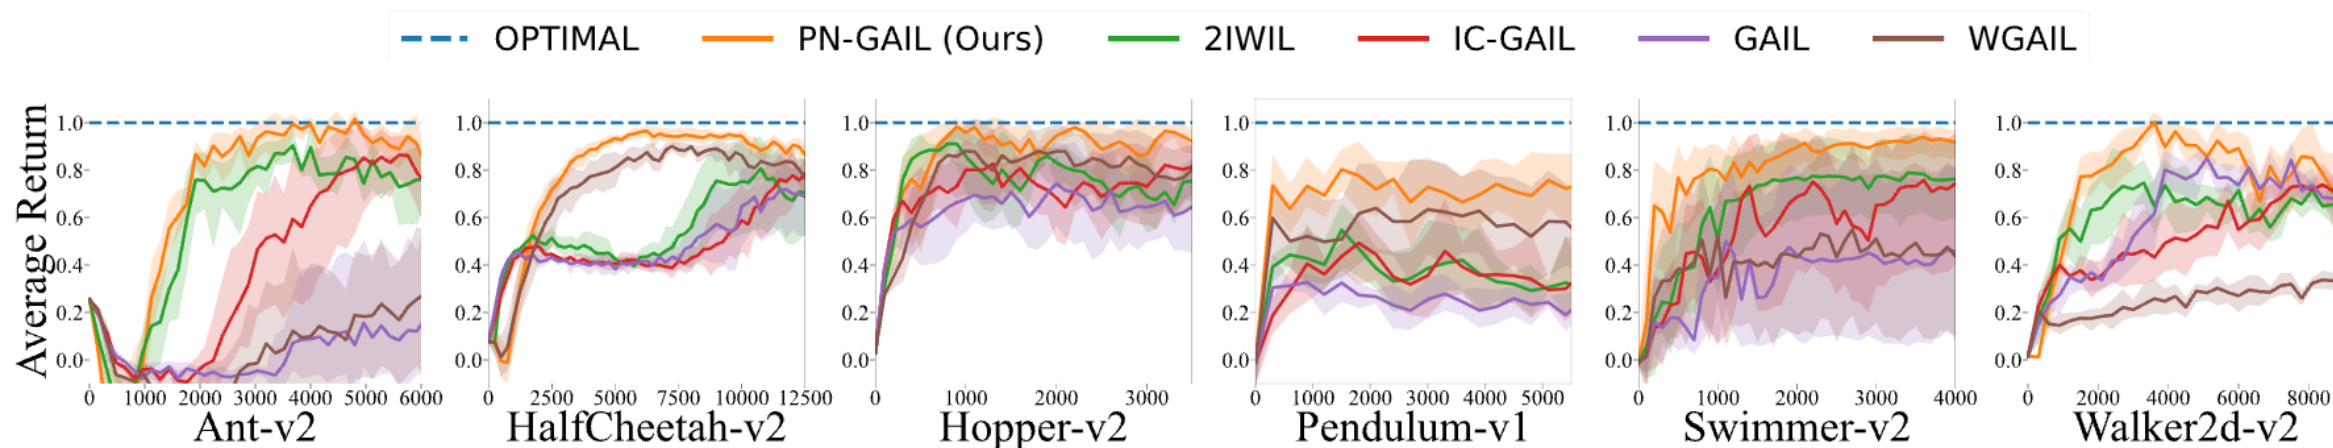 OPTIMAL PN-GAIL (Ours) 2IWIL IC-GAIL GAIL WGAIL
Average Return
1.0 0.8 0.6 0.4 0.2 0.0
0 1000 2000 3000 4000 5000 6000
Ant-v2
1.0 0.8 0.6 0.4 0.2 0.0
0 2500 5000 7500 10000 12500
HalfCheetah-v2
1.0 0.8 0.6 0.4 0.2 0.0
0 1000 2000 3000
Hopper-v2
1.0 0.8 0.6 0.4 0.2 0.0
0 1000 2000 3000 4000 5000
Pendulum-v1
1.0 0.8 0.6 0.4 0.2 0.0
0 1000 2000 3000 4000
Swimmer-v2
1.0 0.8 0.6 0.4 0.2 0.0
0 2000 4000 6000 8000
Walker2d-v2